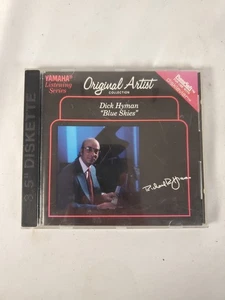 YAMAHA
Listening
Series
Original Artist
COLLECTION
Dick Hyman
"Blue Skies"
3.5" DISKETTE